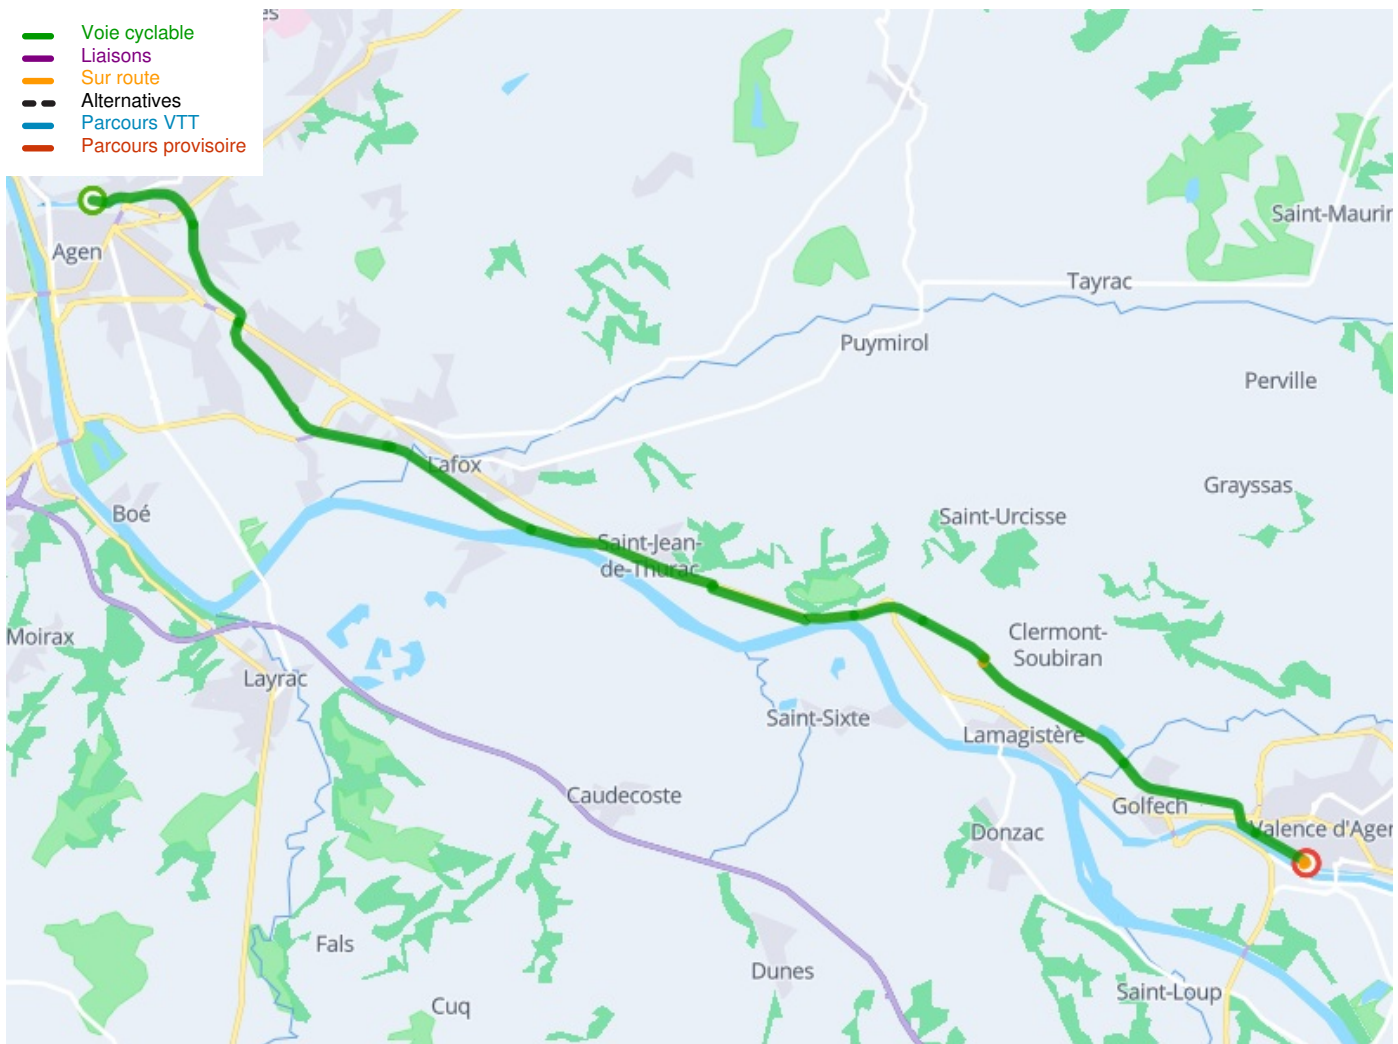 es
Voie cyclable
Liaisons
Sur route
Alternatives
Parcours VTT
Parcours provisoire
Saint-Maurin
Agen
Tayrac
Puymirol
Perville
Lafox
Grayssas
Boé
Saint-Urcisse
Saint-Jean-
de-Thurac
Moirax
Clermont-
Soubiran
Layrac
Saint-Sixte
Lamagistère
Caudecoste
Golfech
Donzac
Valence d'Agen
Fals
Dunes
Cuq
Saint-Loup